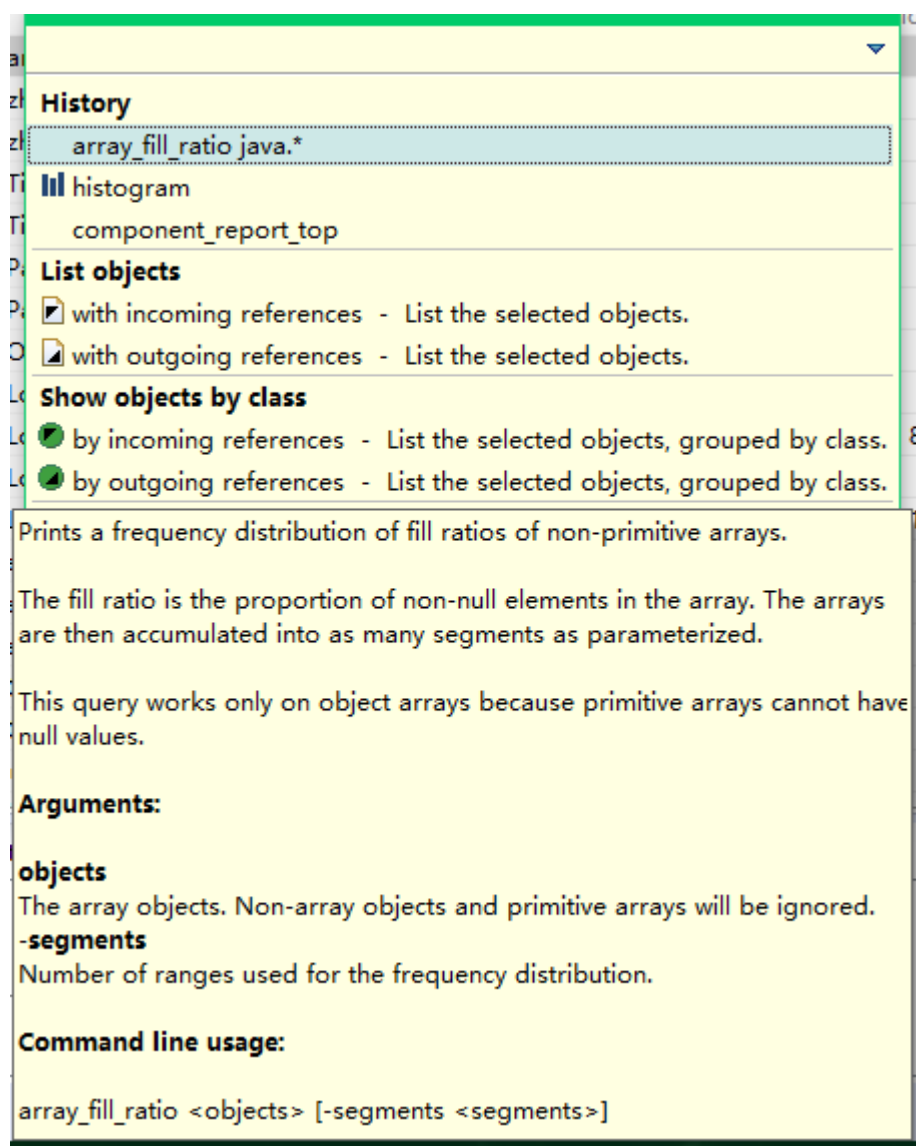 History
array_fill_ratio java.*
histogram
component_report_top
List objects
with incoming references - List the selected objects.
with outgoing references - List the selected objects.
Show objects by class
by incoming references - List the selected objects, grouped by class.
by outgoing references - List the selected objects, grouped by class.
Prints a frequency distribution of fill ratios of non-primitive arrays.
The fill ratio is the proportion of non-null elements in the array. The arrays
are then accumulated into as many segments as parameterized.
This query works only on object arrays because primitive arrays cannot have
null values.
Arguments:
objects
The array objects. Non-array objects and primitive arrays will be ignored.
-segments
Number of ranges used for the frequency distribution.
Command line usage:
array_fill_ratio <objects> [-segments <segments>]